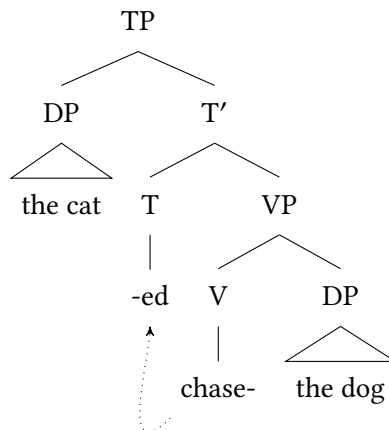 TP
DP T′
the cat T VP
-ed V DP
chase- the dog